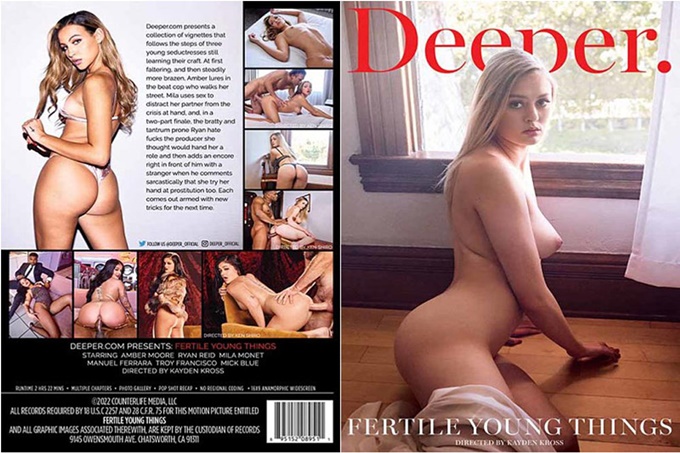 Deeper.com presents a
collection of vignettes that
follows the steps of three
young seductresses still
learning their craft. At first
faltering, and then steadily
more brazen, Amber lures in
the beat cop who walks her
street. Mila uses sex to
distract her partner from the
crisis at hand, and, in a
two-part finale, the bratty and
tantrum prone Ryan hate
fucks the producer she
thought would hand her a
role and then adds an encore
right in front of him with a
stranger when he comments
sarcastically that she try her
hand at prostitution too. Each
comes out armed with new
tricks for the next time.
FOLLOW US @DEEPER_OFFICIAL DEEPER_OFFICIAL
DIRECTED BY KEN SHIRO
DEEPER.COM PRESENTS: FERTILE YOUNG THINGS
STARRING AMBER MOORE RYAN REID MILA MONET
MANUEL FERRARA TROY FRANCISCO MICK BLUE
DIRECTED BY KAYDEN KROSS
RUNTIME 2 HRS 22 MINS • MULTIPLE CHAPTERS • PHOTO GALLERY • POP SHOT RECAP • NO REGIONAL CODING • 16X9 ANAMORPHIC WIDESCREEN
©2022 COUNTERLIFE MEDIA, LLC
ALL RECORDS REQUIRED BY 18 U.S.C 2257 AND 28 C.F.R. 75 FOR THIS MOTION PICTURE ENTITLED
FERTILE YOUNG THINGS
AND ALL GRAPHIC IMAGES ASSOCIATED THEREWITH, ARE KEPT BY THE CUSTODIAN OF RECORDS
9145 OWENSMOUTH AVE. CHATSWORTH, CA 91311
8 95152 08951 1
Deeper.
FERTILE YOUNG THINGS
DIRECTED BY KAYDEN KROSS